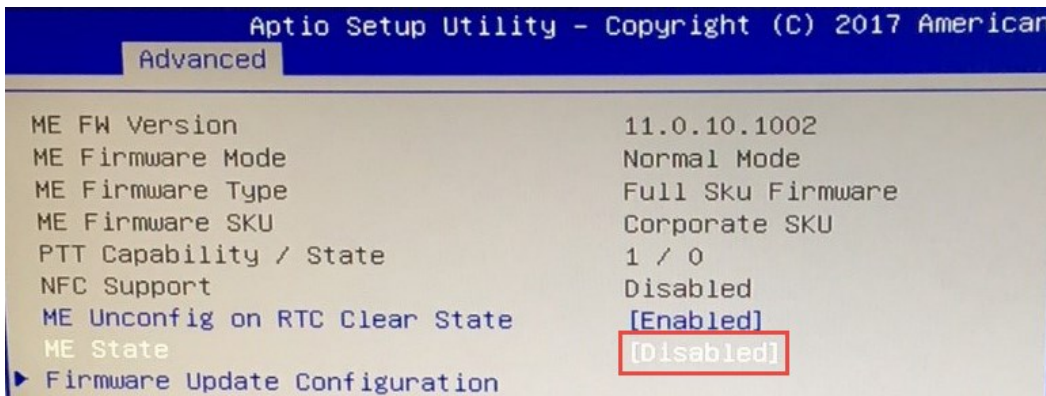 Aptio Setup Utility – Copyright (C) 2017 American
Advanced
ME FW Version 11.0.10.1002
ME Firmware Mode Normal Mode
ME Firmware Type Full Sku Firmware
ME Firmware SKU Corporate SKU
PTT Capability / State 1 / 0
NFC Support Disabled
ME Unconfig on RTC Clear State [Enabled]
ME State [Disabled]
Firmware Update Configuration